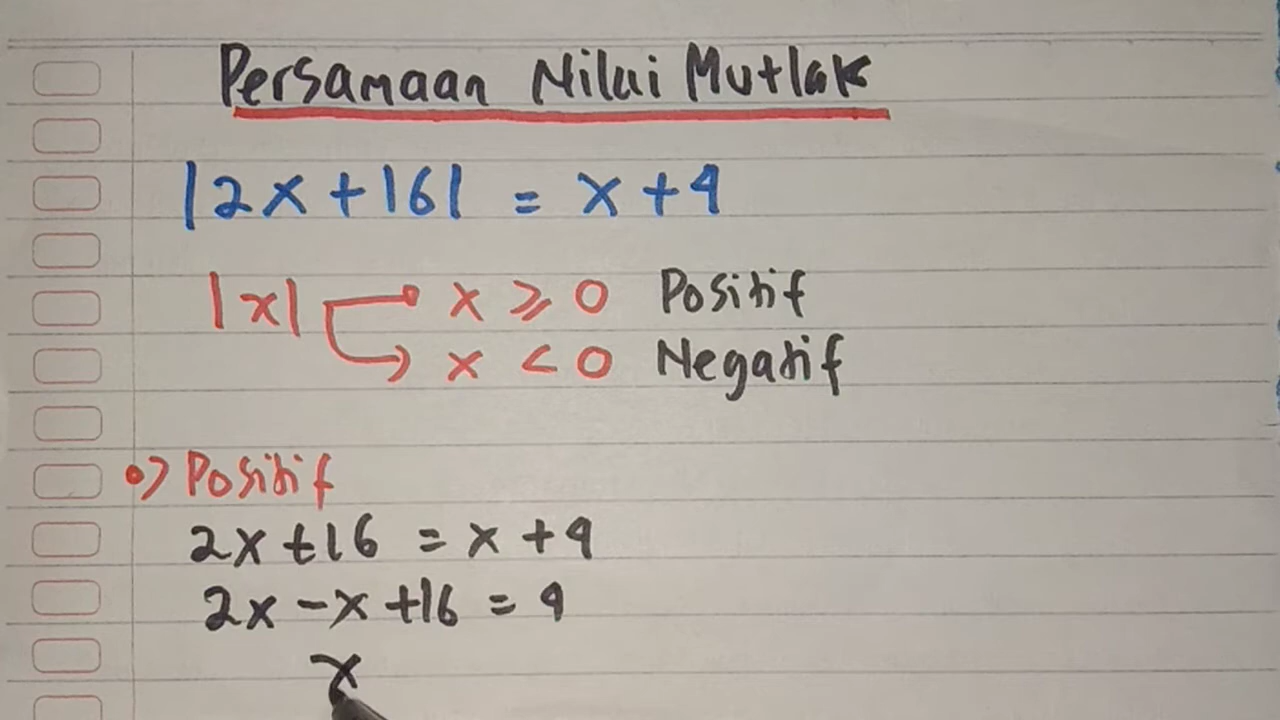 Persamaan Nilai Mutlak
|2x+16| = x+4
|x| → x ≥ 0 Positif
→ x < 0 Negatif
•) Positif
2x+16 = x+4
2x-x+16 = 4
x